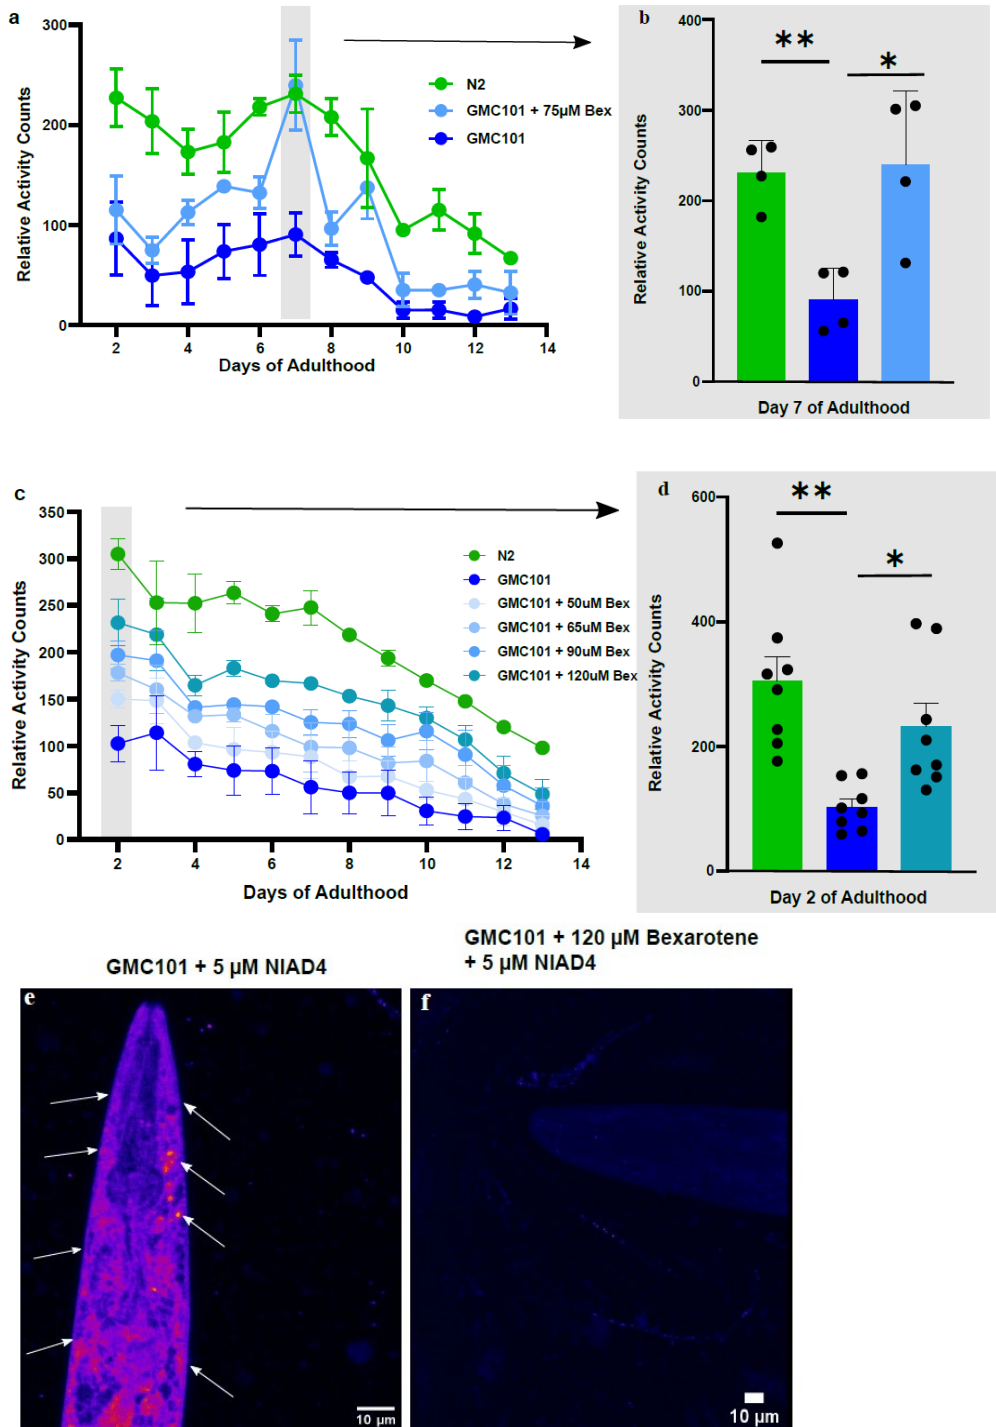 a
300
200
100
0
Relative Activity Counts
2
4
6
8
10
12
14
Days of Adulthood
N2
GMC101 + 75µM Bex
GMC101
b
400
300
200
100
0
Relative Activity Counts
**
*
Day 7 of Adulthood
c
350
300
250
200
150
100
50
0
Relative Activity Counts
2
4
6
8
10
12
14
Days of Adulthood
N2
GMC101
GMC101 + 50uM Bex
GMC101 + 65uM Bex
GMC101 + 90uM Bex
GMC101 + 120uM Bex
d
600
400
200
0
Relative Activity Counts
**
*
Day 2 of Adulthood
GMC101 + 5 µM NIAD4
e
10 µm
GMC101 + 120 µM Bexarotene
+ 5 µM NIAD4
f
10 µm